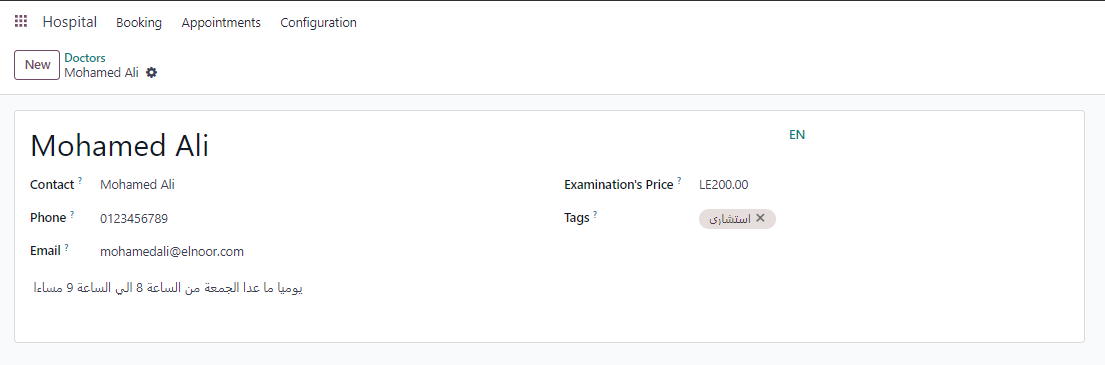 Hospital Booking Appointments Configuration
New
Doctors
Mohamed Ali
Mohamed Ali
EN
Contact ? Mohamed Ali
Examination's Price ? LE200.00
Phone ? 0123456789
Tags ? استشارى ×
Email ? mohamedali@elnoor.com
يوميا ما عدا الجمعة من الساعة 8 الي الساعة 9 مساءا